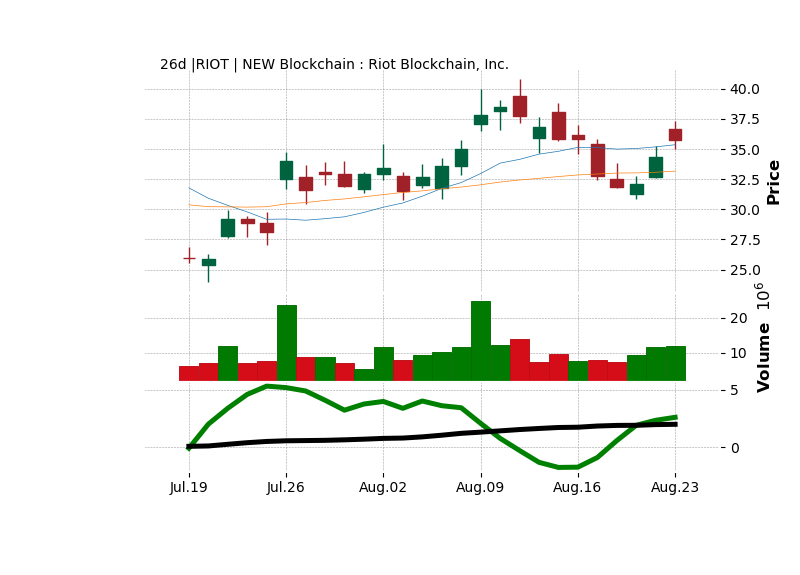 26d |RIOT | NEW Blockchain : Riot Blockchain, Inc.
40.0
37.5
35.0
32.5
30.0
27.5
25.0
Price
20
10
Volume 10^6
5
0
Jul.19 Jul.26 Aug.02 Aug.09 Aug.16 Aug.23